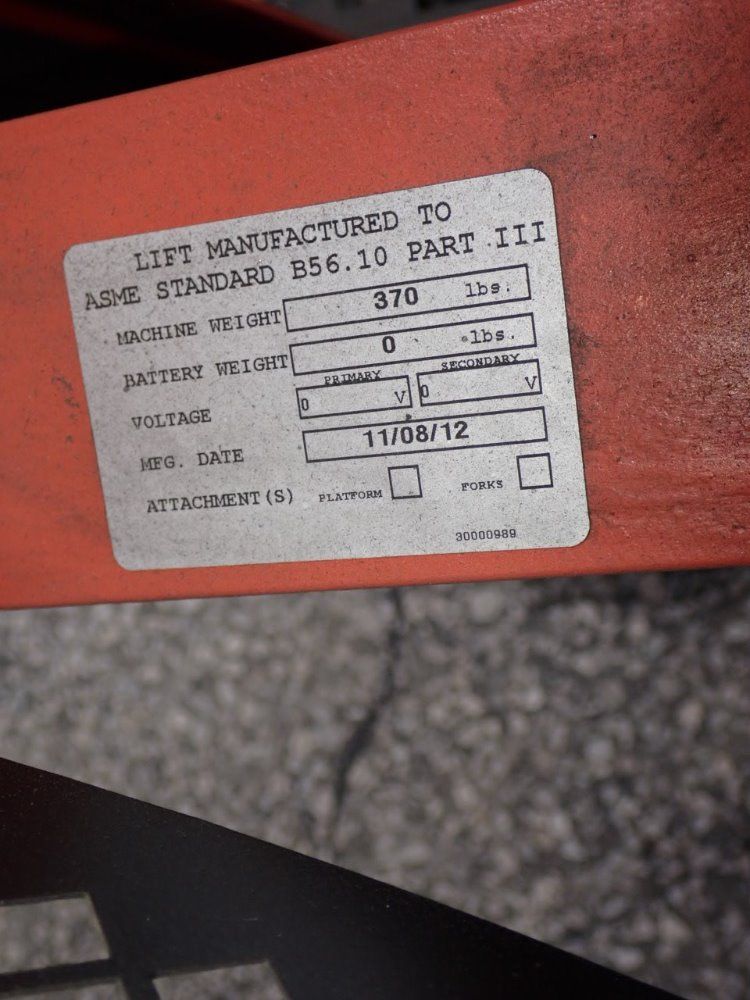 LIFT MANUFACTURED TO
ASME STANDARD B56.10 PART III
MACHINE WEIGHT 370 lbs.
BATTERY WEIGHT 0 lbs.
PRIMARY SECONDARY
VOLTAGE 0 V 0 V
MFG. DATE 11/08/12
ATTACHMENT(S) PLATFORM FORKS
30000989